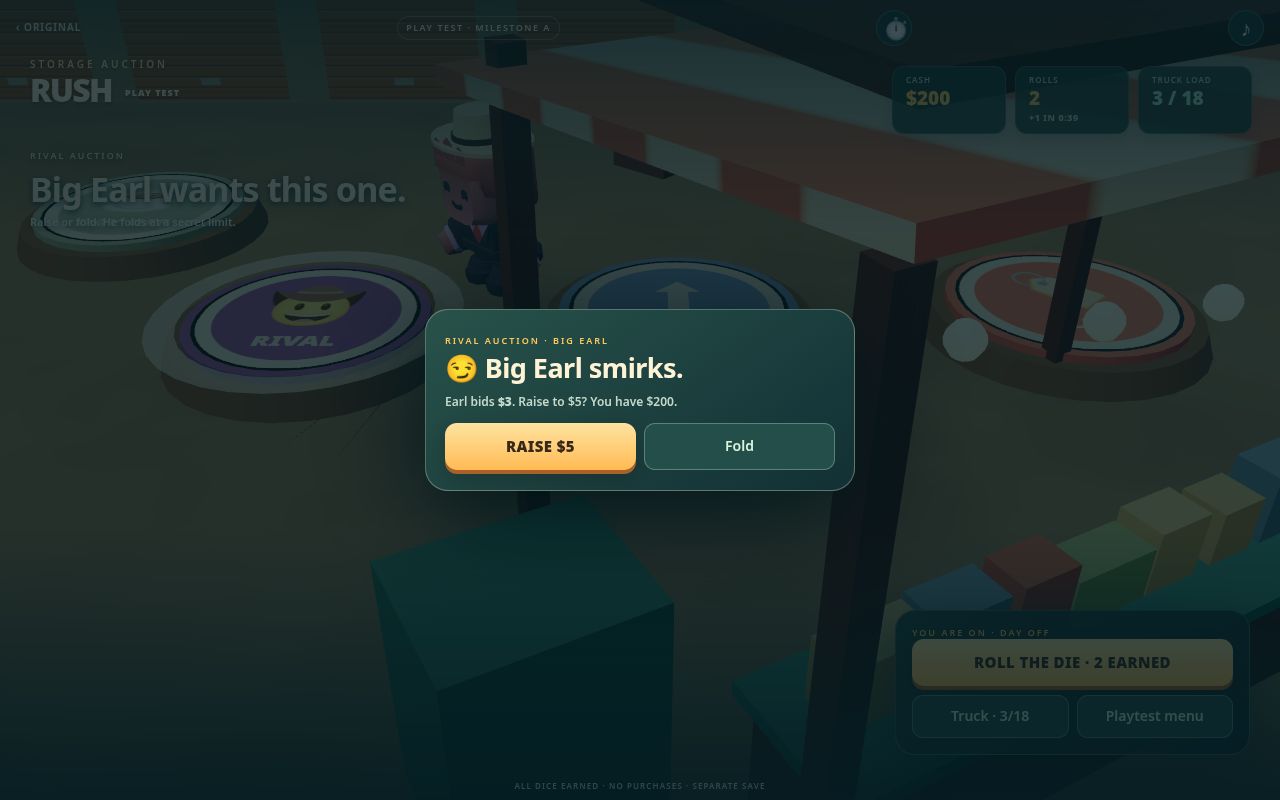 ‹ ORIGINAL
PLAY TEST · MILESTONE A
STORAGE AUCTION
RUSH PLAY TEST
CASH
$200
ROLLS
2
+1 IN 0:39
TRUCK LOAD
3 / 18
RIVAL AUCTION
Big Earl wants this one.
Raise or fold. He folds at a secret limit.
RIVAL
RIVAL AUCTION · BIG EARL
😏 Big Earl smirks.
Earl bids $3. Raise to $5? You have $200.
RAISE $5
Fold
YOU ARE ON · DAY OFF
ROLL THE DIE · 2 EARNED
Truck · 3/18
Playtest menu
ALL DICE EARNED · NO PURCHASES · SEPARATE SAVE